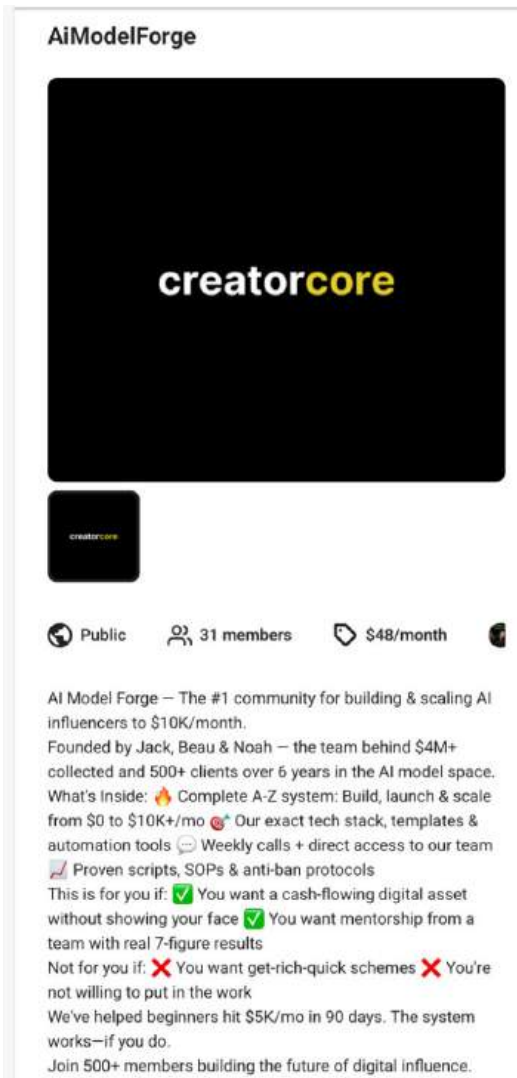 AiModelForge
creatorcore
creatorcore
Public 31 members $48/month
AI Model Forge — The #1 community for building & scaling AI
influencers to $10K/month.
Founded by Jack, Beau & Noah — the team behind $4M+
collected and 500+ clients over 6 years in the AI model space.
What's Inside: 🔥 Complete A-Z system: Build, launch & scale
from $0 to $10K+/mo 🎯 Our exact tech stack, templates &
automation tools 💬 Weekly calls + direct access to our team
📈 Proven scripts, SOPs & anti-ban protocols
This is for you if: ✅ You want a cash-flowing digital asset
without showing your face ✅ You want mentorship from a
team with real 7-figure results
Not for you if: ❌ You want get-rich-quick schemes ❌ You're
not willing to put in the work
We've helped beginners hit $5K/mo in 90 days. The system
works—if you do.
Join 500+ members building the future of digital influence.